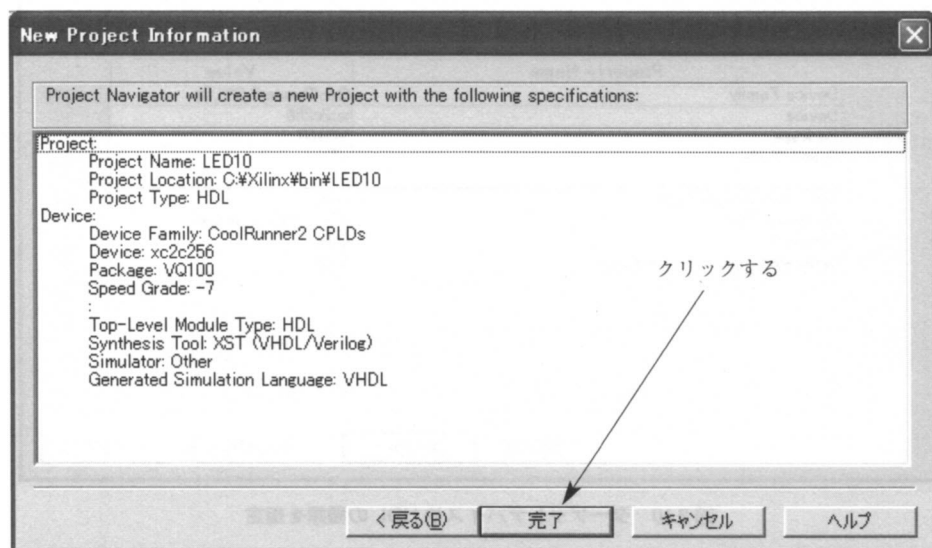 New Project Information
Project Navigator will create a new Project with the following specifications:
Project:
Project Name: LED10
Project Location: C:¥Xilinx¥bin¥LED10
Project Type: HDL
Device:
Device Family: CoolRunner2 CPLDs
Device: xc2c256
Package: VQ100
Speed Grade: -7
:
Top-Level Module Type: HDL
Synthesis Tool: XST (VHDL/Verilog)
Simulator: Other
Generated Simulation Language: VHDL
クリックする
< 戻る(B)
完了
キャンセル
ヘルプ